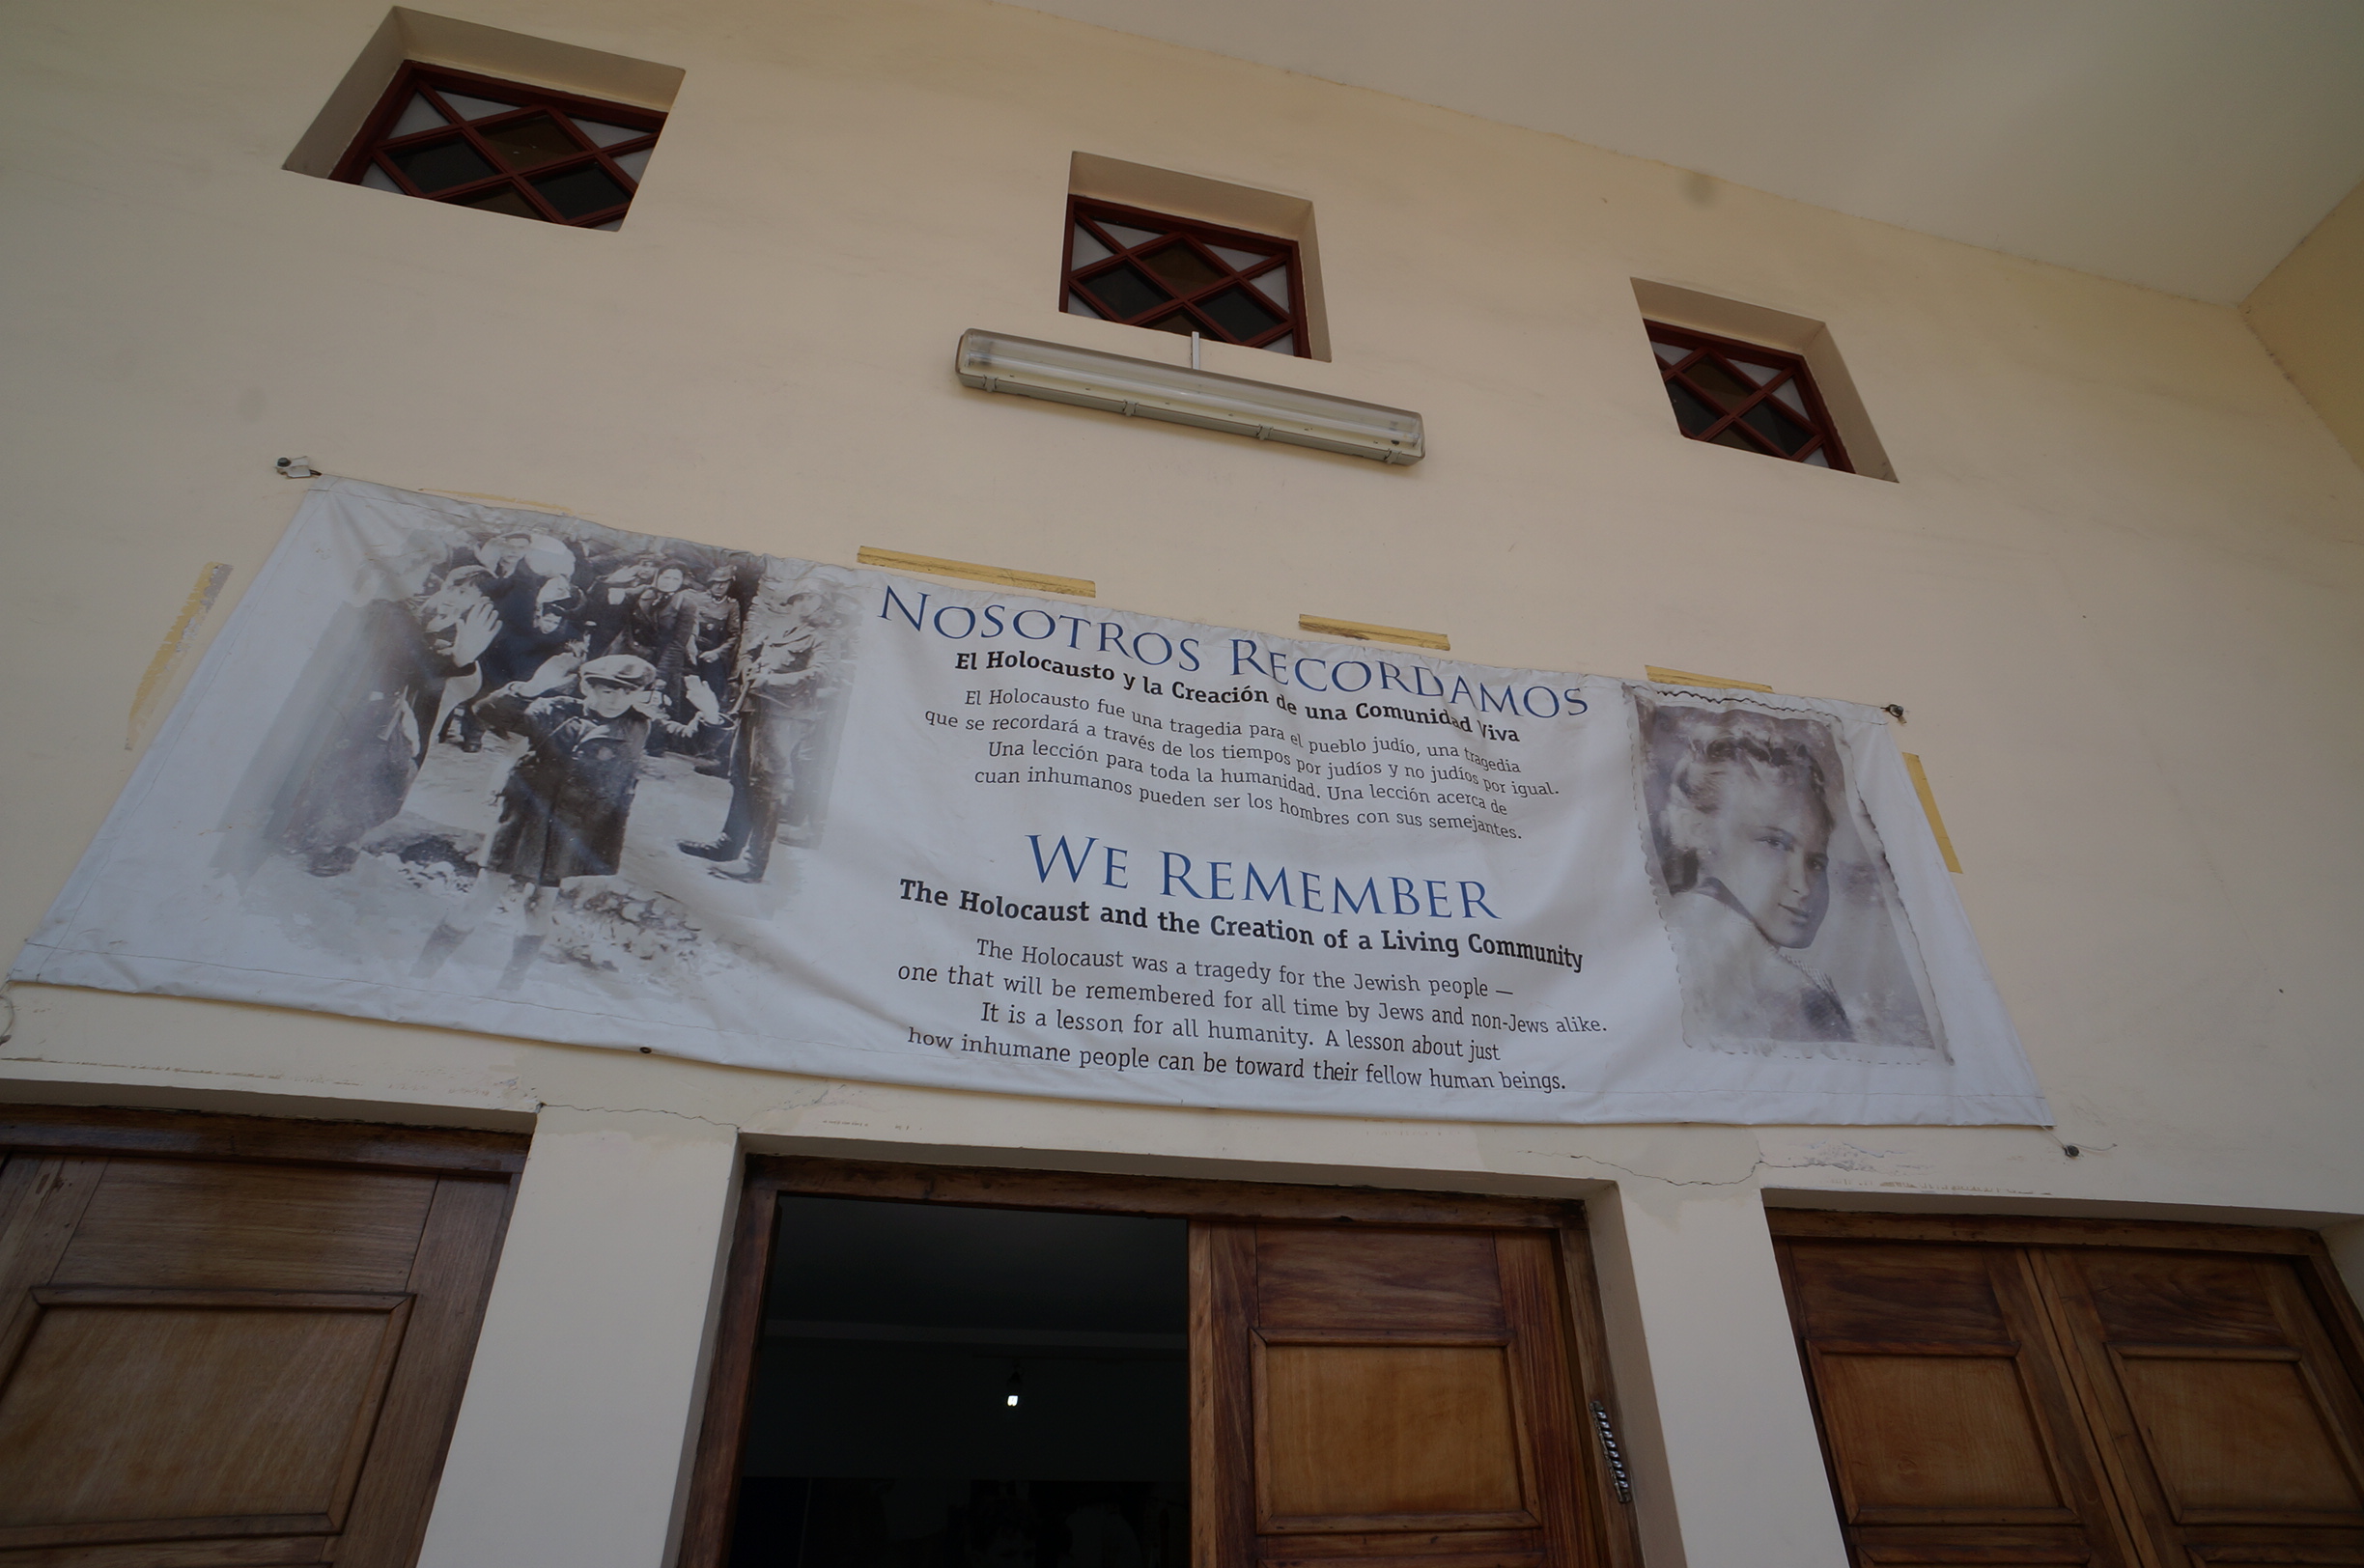 NOSOTROS RECORDAMOS
El Holocausto y la Creación de una Comunidad Viva
El Holocausto fue una tragedia para el pueblo judío, una tragedia
que se recordará a través de los tiempos por judíos y no judíos por igual.
Una lección para toda la humanidad. Una lección acerca de
cuan inhumanos pueden ser los hombres con sus semejantes.
WE REMEMBER
The Holocaust and the Creation of a Living Community
The Holocaust was a tragedy for the Jewish people —
one that will be remembered for all time by Jews and non-Jews alike.
It is a lesson for all humanity. A lesson about just
how inhumane people can be toward their fellow human beings.